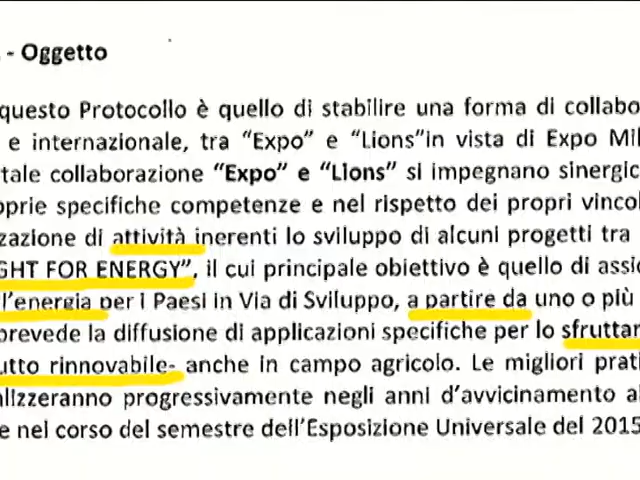 - Oggetto
questo Protocollo è quello di stabilire una forma di collabo
e internazionale, tra "Expo" e "Lions"in vista di Expo Mil
tale collaborazione "Expo" e "Lions" si impegnano sinergic
oprie specifiche competenze e nel rispetto dei propri vincol
zazione di attività inerenti lo sviluppo di alcuni progetti tra
GHT FOR ENERGY", il cui principale obiettivo è quello di assic
l'energia per i Paesi in Via di Sviluppo, a partire da uno o più
prevede la diffusione di applicazioni specifiche per lo sfruttan
utto rinnovabile- anche in campo agricolo. Le migliori prati
alizzeranno progressivamente negli anni d'avvicinamento al
e nel corso del semestre dell'Esposizione Universale del 2015